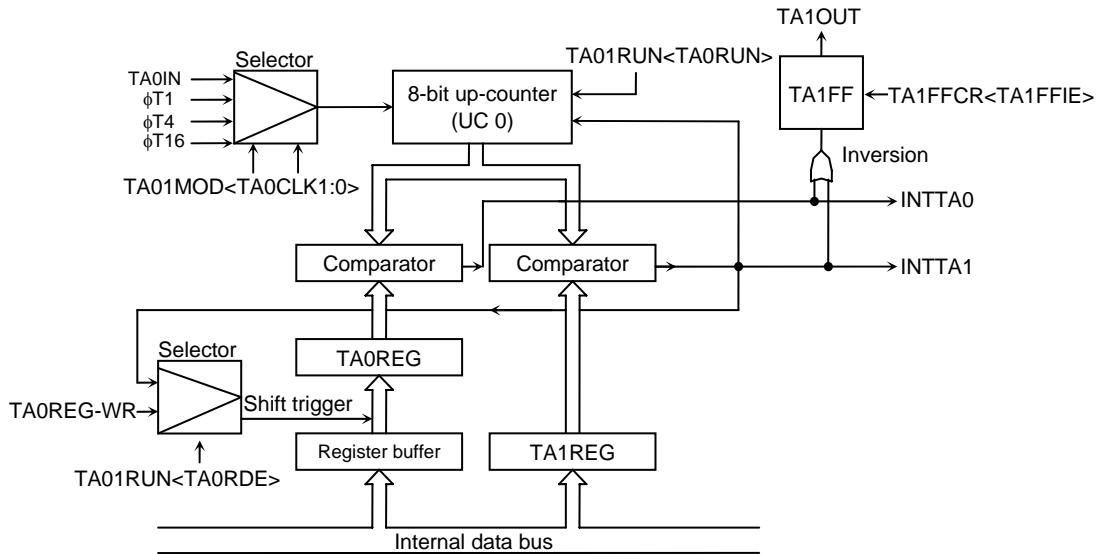 TA1OUT
Selector
TA01RUN<TA0RUN>
TA0IN
ϕT1
ϕT4
ϕT16
8-bit up-counter
(UC 0)
TA1FF
TA1FFCR<TA1FFIE>
TA01MOD<TA0CLK1:0>
Inversion
INTTA0
Comparator
Comparator
INTTA1
Selector
TA0REG
TA0REG-WR
Shift trigger
Register buffer
TA1REG
TA01RUN<TA0RDE>
Internal data bus